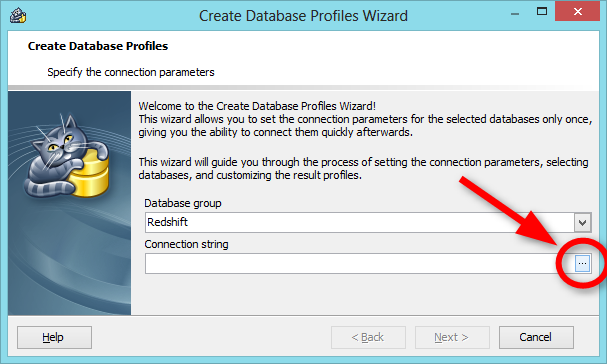 Create Database Profiles Wizard
Create Database Profiles
Specify the connection parameters
Welcome to the Create Database Profiles Wizard!
This wizard allows you to set the connection parameters for the selected databases only once,
giving you the ability to connect them quickly afterwards.
This wizard will guide you through the process of setting the connection parameters, selecting
databases, and customizing the result profiles.
Database group
Redshift
Connection string
...
Help
< Back
Next >
Cancel